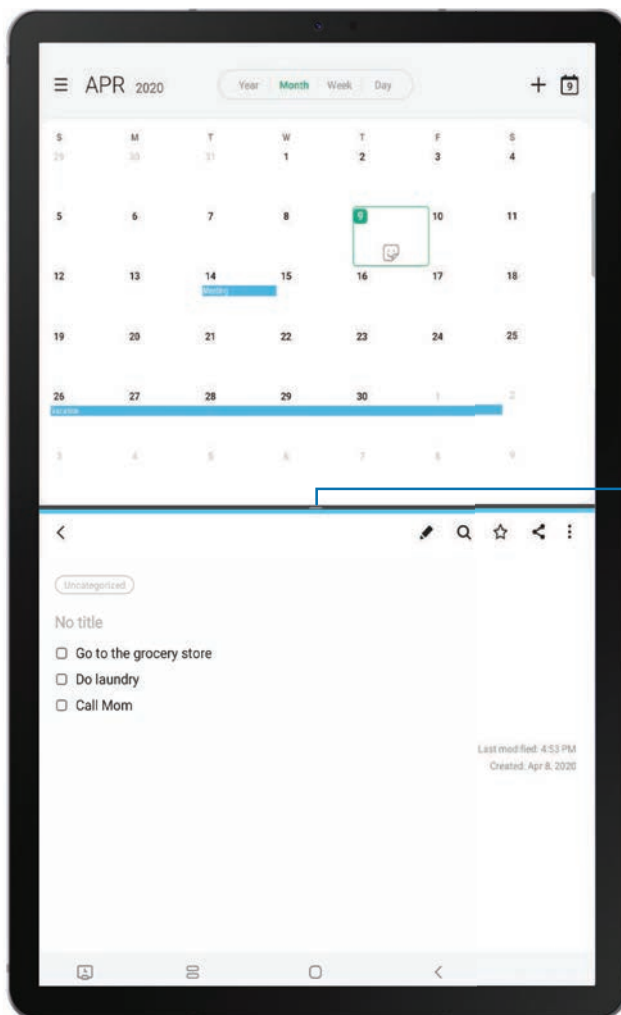 APR 2020
Year Month Week Day
9
S M T W T F S
29 30 31 1 2 3 4
5 6 7 8 9 10 11
12 13 14 15 16 17 18
Meeting
19 20 21 22 23 24 25
26 27 28 29 30 1 2
Vacation
3 4 5 6 7 8 9
Uncategorized
No title
Go to the grocery store
Do laundry
Call Mom
Last modified: 4:53 PM
Created: Apr 8, 2020